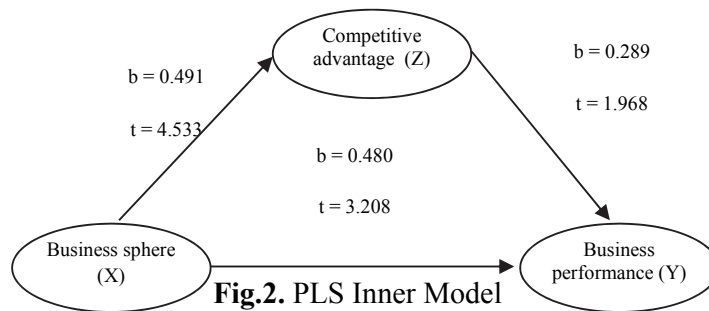 Competitive
advantage (Z)
b = 0.289
b = 0.491
t = 1.968
t = 4.533
b = 0.480
t = 3.208
Business sphere
(X)
Business
performance (Y)
Fig.2. PLS Inner Model